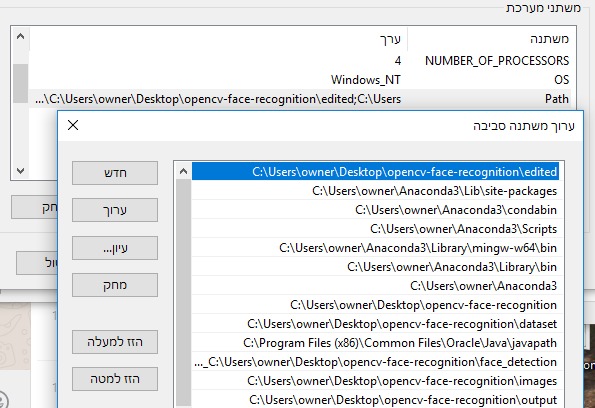 משתני מערכת
משתנה ערך
NUMBER_OF_PROCESSORS 4
OS Windows_NT
Path C:\Users\owner\Desktop\opencv-face-recognition\edited;C:\Users\...
ערוך משתנה סביבה
חדש
ערוך
עיון...
מחק
הזז למעלה
הזז למטה
C:\Users\owner\Desktop\opencv-face-recognition\edited
C:\Users\owner\Anaconda3\Lib\site-packages
C:\Users\owner\Anaconda3\condabin
C:\Users\owner\Anaconda3\Scripts
C:\Users\owner\Anaconda3\Library\mingw-w64\bin
C:\Users\owner\Anaconda3\Library\bin
C:\Users\owner\Anaconda3
C:\Users\owner\Desktop\opencv-face-recognition
C:\Users\owner\Desktop\opencv-face-recognition\dataset
C:\Program Files (x86)\Common Files\Oracle\Java\javapath
C:\Users\owner\Desktop\opencv-face-recognition\face_detection_...
C:\Users\owner\Desktop\opencv-face-recognition\images
C:\Users\owner\Desktop\opencv-face-recognition\output